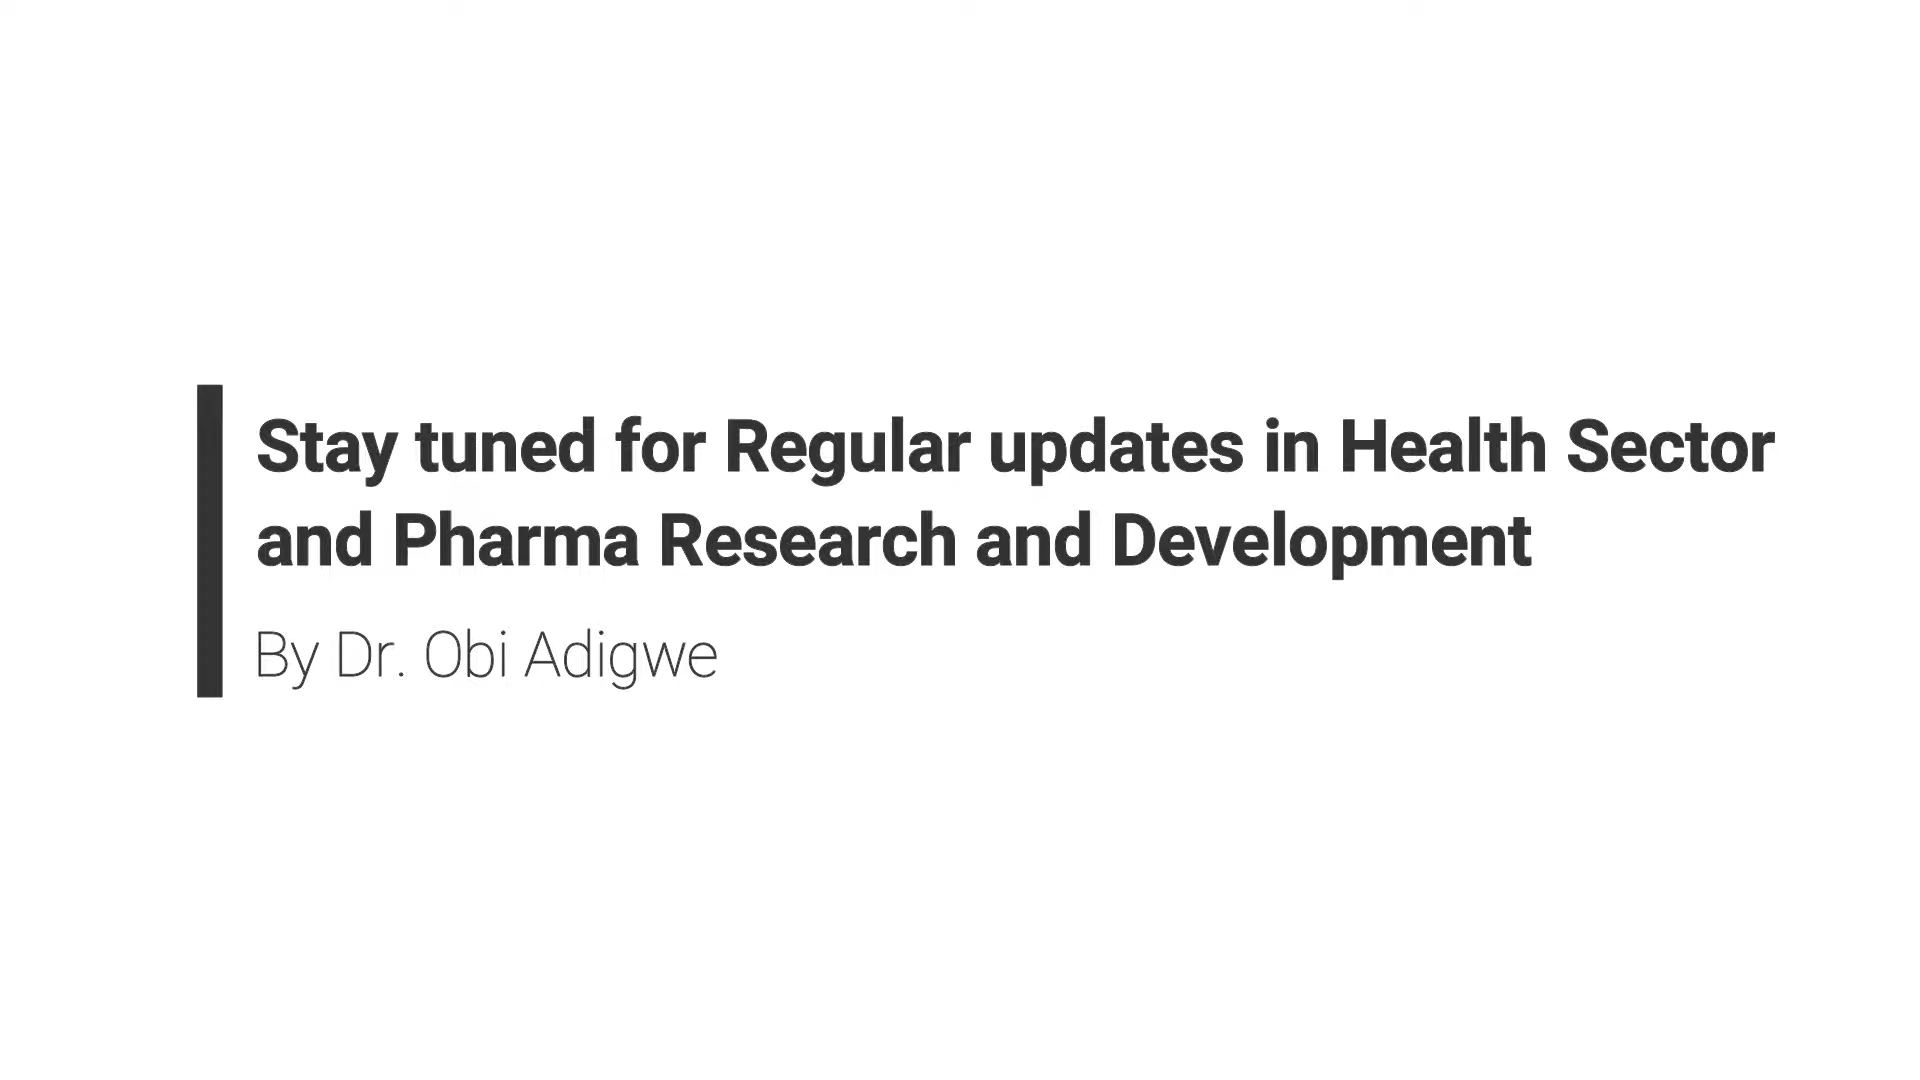 Stay tuned for Regular updates in Health Sector
and Pharma Research and Development
By Dr. Obi Adigwe